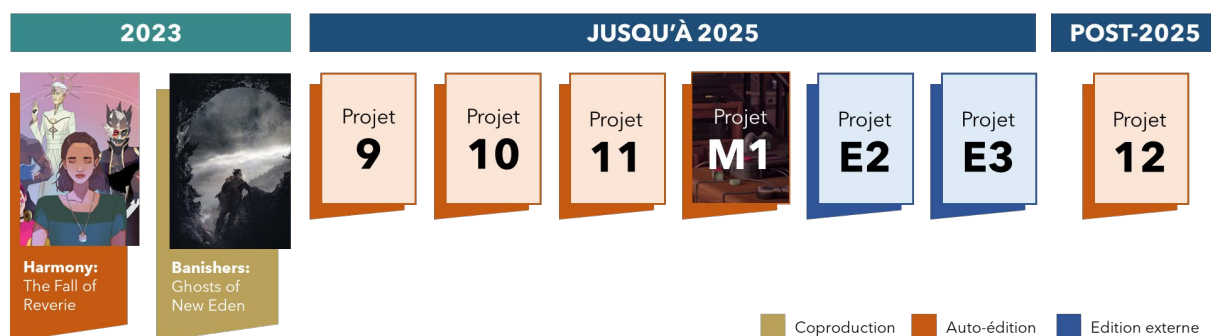 2023
JUSQU'À 2025
POST-2025
Harmony:
The Fall of
Reverie
Banishers:
Ghosts of
New Eden
Projet
9
Projet
10
Projet
11
Projet
M1
Projet
E2
Projet
E3
Projet
12
Coproduction
Auto-édition
Edition externe